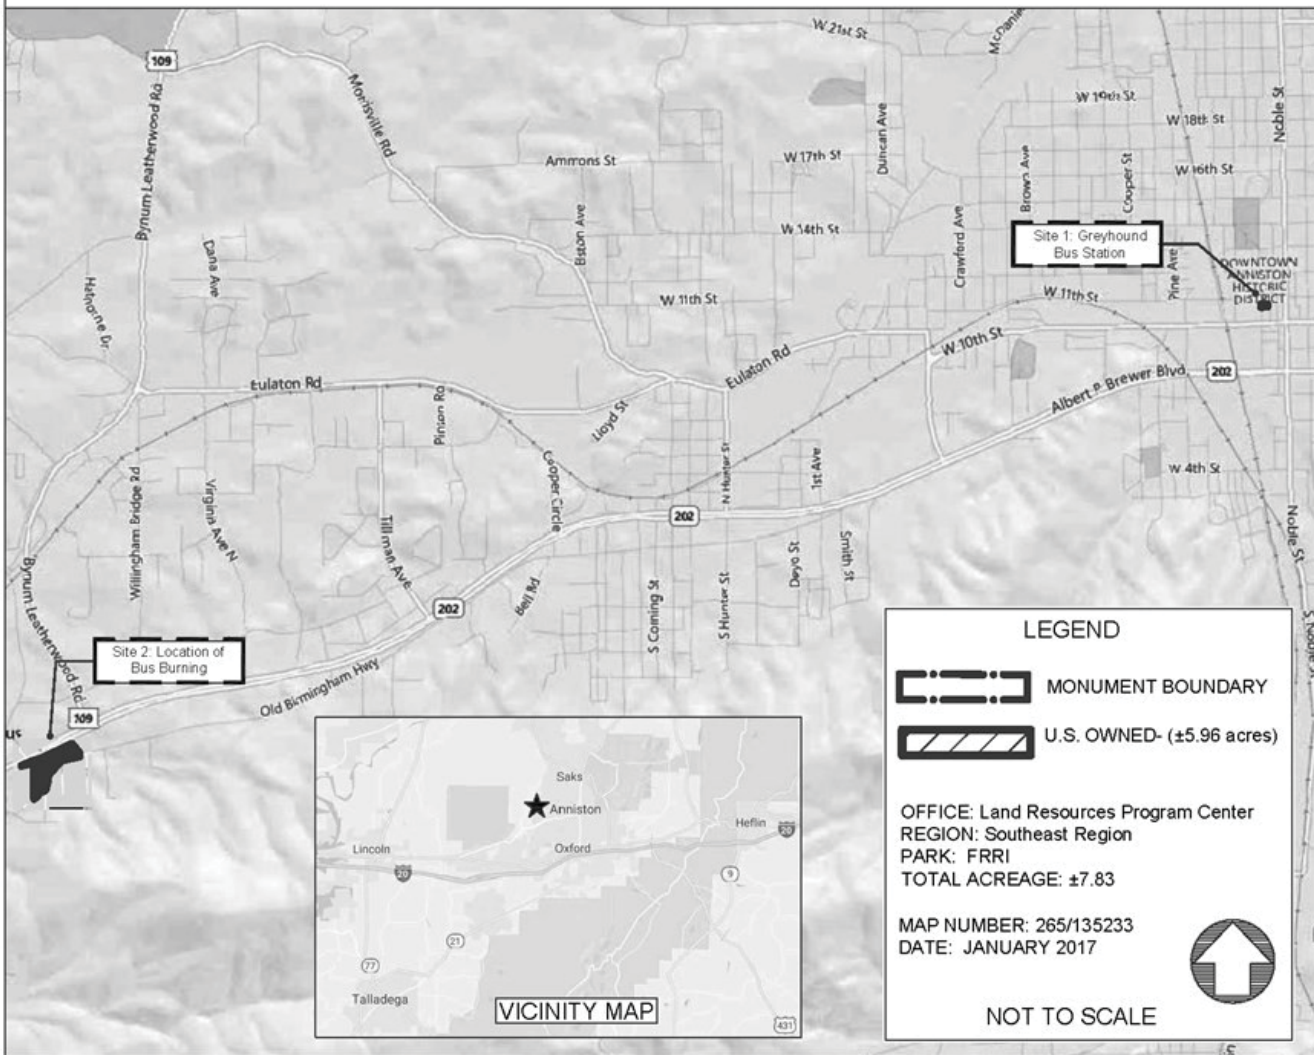 W 21st St
109
W 19th St
W 18th St
Noble St
Bynum Leatherwood Rd
Morrisville Rd
Duncan Ave
Ammons St
W 17th St
W 16th St
Brown Ave
Cooper St
Bston Ave
W 14th St
Crawford Ave
Site 1: Greyhound
Bus Station
Dana Ave
Pine Ave
DOWNTOWN
ANNISTON
HISTORIC
DISTRICT
W 11th St
W 11th St
W 10th St
Eulaton Rd
Eulaton Rd
Albert P Brewer Blvd
202
Pinson Rd
Lloyd St
Cooper Circle
N Hunter St
1st Ave
W 4th St
Willingham Bridge Rd
Virginia Ave N
Tillman Ave
202
Noble St
Bynum Leatherwood Rd
Bell Rd
202
S Coming St
S Hunter St
Deyo St
Smith St
Site 2: Location of
Bus Burning
Old Birmingham Hwy
109
LEGEND
MONUMENT BOUNDARY
U.S. OWNED- (±5.96 acres)
OFFICE: Land Resources Program Center
REGION: Southeast Region
PARK: FRRI
TOTAL ACREAGE: ±7.83
MAP NUMBER: 265/135233
DATE: JANUARY 2017
NOT TO SCALE
Saks
Anniston
Heflin
20
Lincoln
Oxford
20
9
21
77
Talladega
VICINITY MAP
431